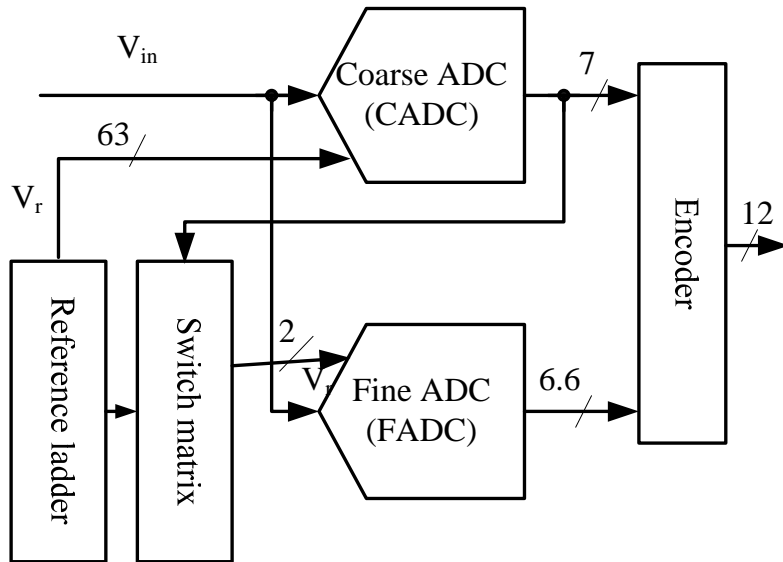 V_in
Coarse ADC
(CADC)
7
63
V_r
Encoder
12
Reference ladder
Switch matrix
2
V_r
Fine ADC
(FADC)
6.6